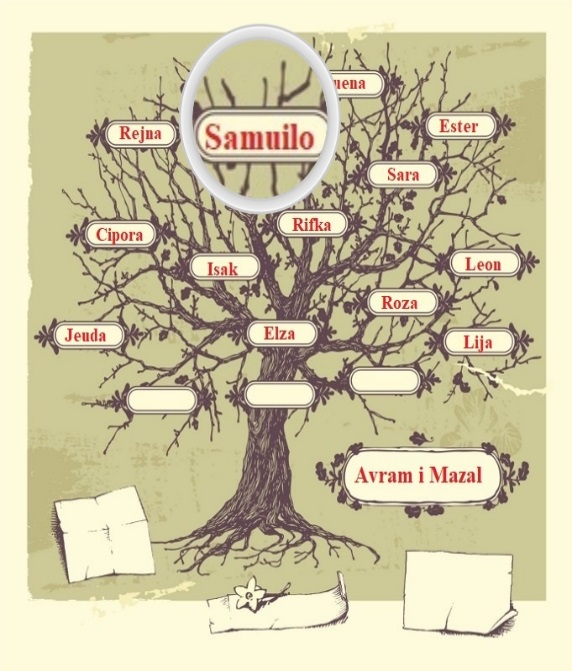 Samuilo
Rejna
Ester
Sara
Cipora
Rifka
Isak
Leon
Roza
Jeuda
Elza
Lija
Avram i Mazal